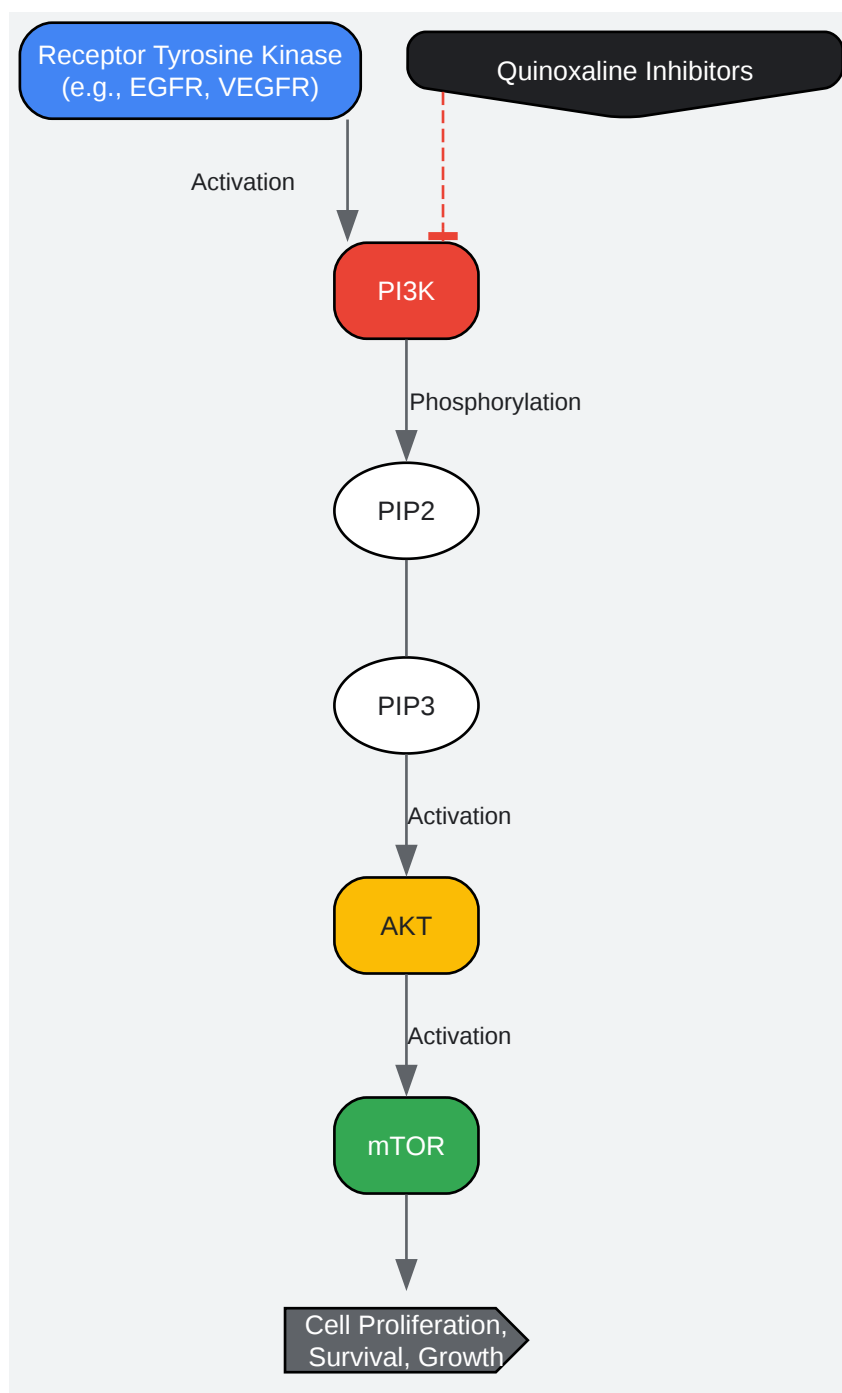 Receptor Tyrosine Kinase
(e.g., EGFR, VEGFR)
Quinoxaline Inhibitors
Activation
PI3K
Phosphorylation
PIP2
PIP3
Activation
AKT
Activation
mTOR
Cell Proliferation,
Survival, Growth